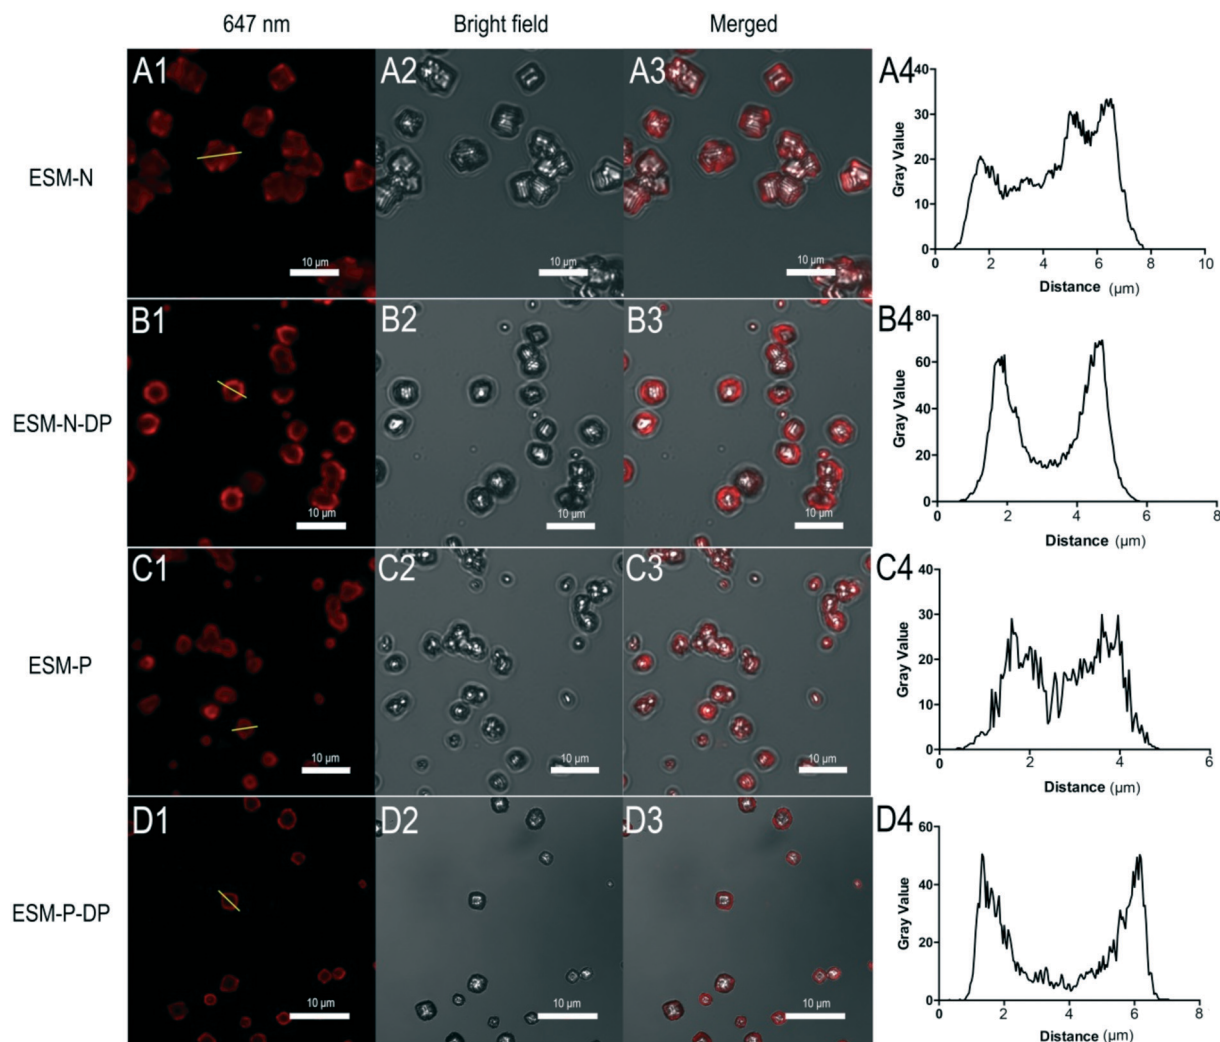 647 nm Bright field Merged
ESM-N
A1 A2 A3 A4
10 µm 10 µm 10 µm
Gray Value
40
30
20
10
0
0 2 4 6 8 10
Distance (µm)
ESM-N-DP
B1 B2 B3 B4
10 µm 10 µm 10 µm
Gray Value
80
60
40
20
0
0 2 4 6 8
Distance (µm)
ESM-P
C1 C2 C3 C4
10 µm 10 µm 10 µm
Gray Value
40
30
20
10
0
0 2 4 6
Distance (µm)
ESM-P-DP
D1 D2 D3 D4
10 µm 10 µm 10 µm
Gray Value
60
40
20
0
0 2 4 6 8
Distance (µm)